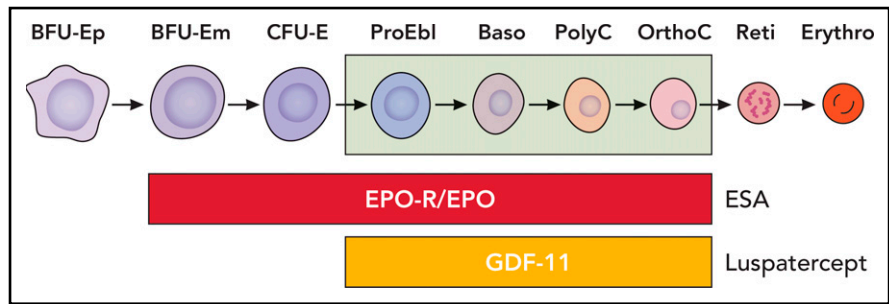 BFU-Ep BFU-Em CFU-E ProEbl Baso PolyC OrthoC Reti Erythro
EPO-R/EPO ESA
GDF-11 Luspatercept